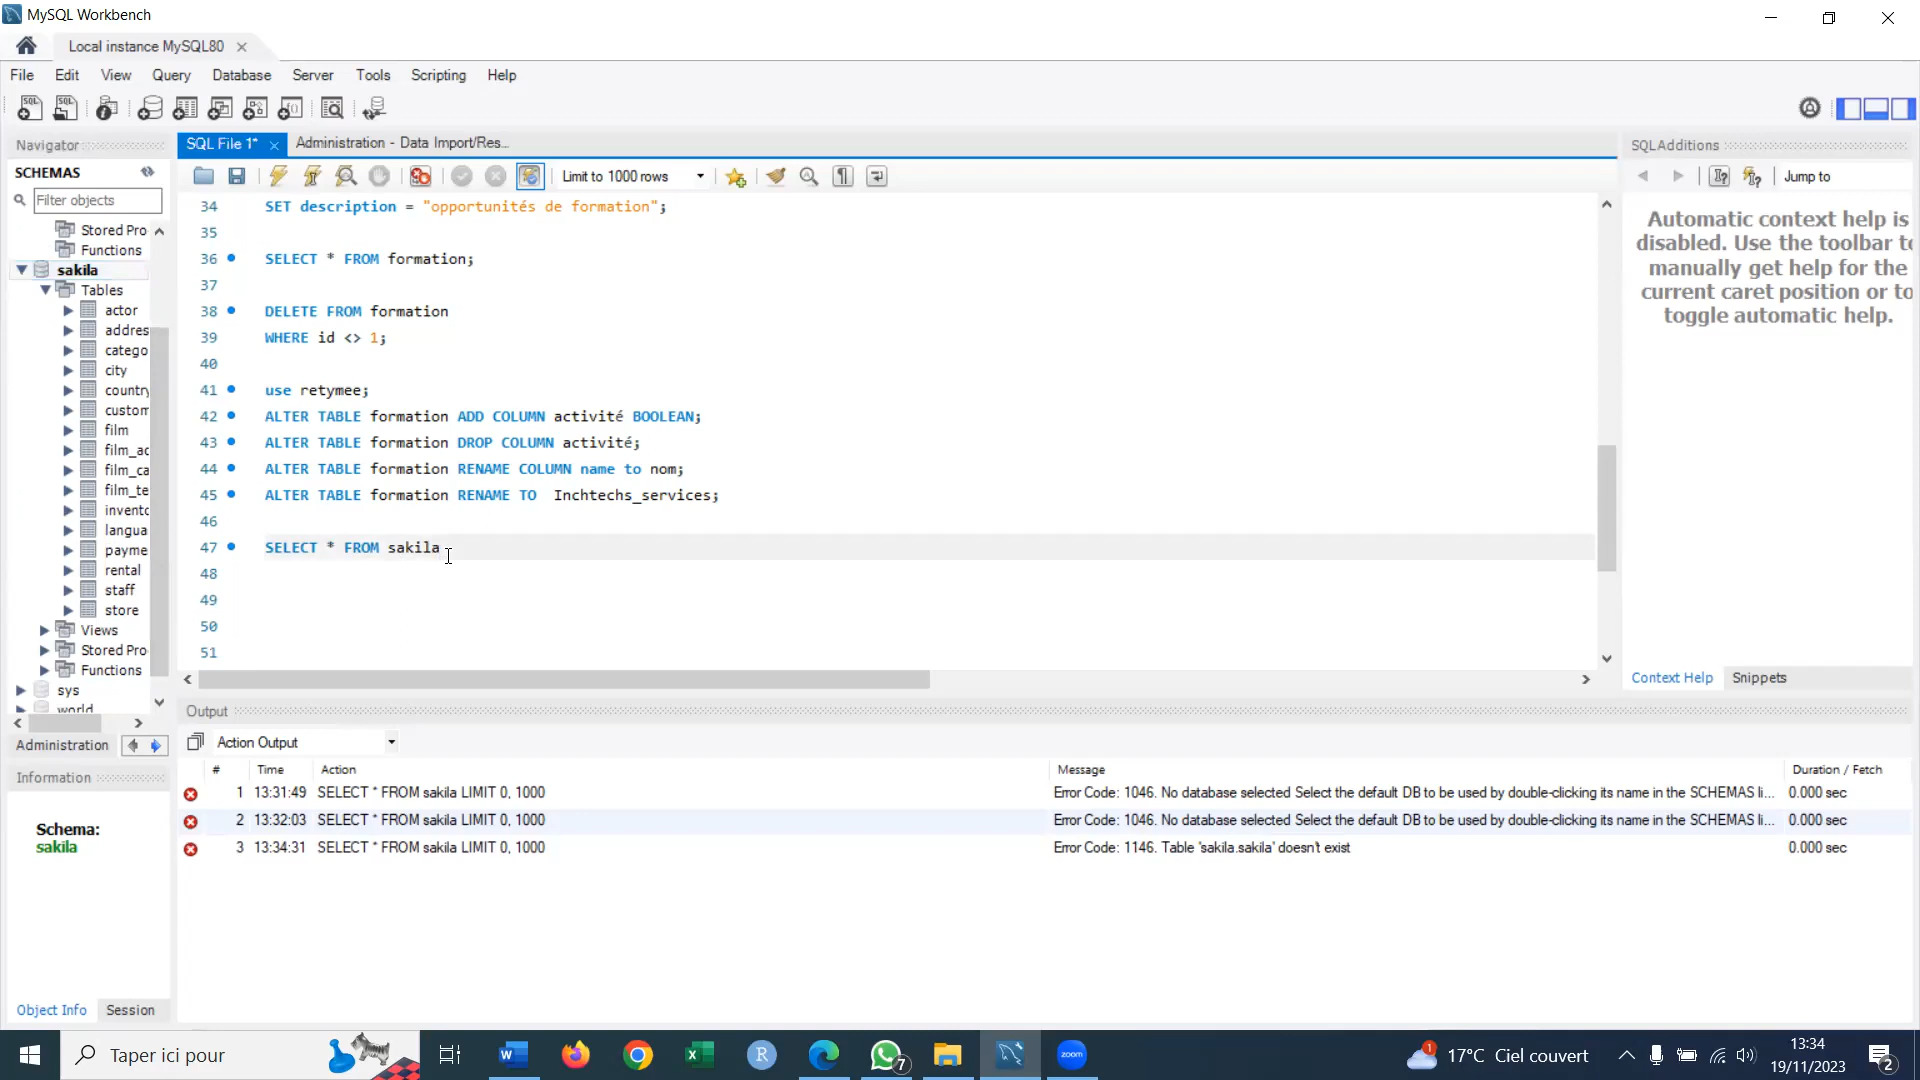 MySQL Workbench
Local instance MySQL80
File Edit View Query Database Server Tools Scripting Help
Navigator
SCHEMAS
Filter objects
Stored Pro
Functions
sakila
Tables
actor
addres
catego
city
country
custom
film
film_ac
film_ca
film_te
invento
langua
payme
rental
staff
store
Views
Stored Pro
Functions
sys
world
Administration
Information
Schema:
sakila
Object Info Session
SQL File 1* Administration - Data Import/Res...
Limit to 1000 rows
34 SET description = "opportunités de formation";
35
36 SELECT * FROM formation;
37
38 DELETE FROM formation
39 WHERE id <> 1;
40
41 use retymee;
42 ALTER TABLE formation ADD COLUMN activité BOOLEAN;
43 ALTER TABLE formation DROP COLUMN activité;
44 ALTER TABLE formation RENAME COLUMN name to nom;
45 ALTER TABLE formation RENAME TO Inchtechs_services;
46
47 SELECT * FROM sakila
48
49
50
51
SQLAdditions
Jump to
Automatic context help is
disabled. Use the toolbar to
manually get help for the
current caret position or to
toggle automatic help.
Context Help Snippets
Output
Action Output
# Time Action Message Duration / Fetch
1 13:31:49 SELECT * FROM sakila LIMIT 0, 1000 Error Code: 1046. No database selected Select the default DB to be used by double-clicking its name in the SCHEMAS li... 0.000 sec
2 13:32:03 SELECT * FROM sakila LIMIT 0, 1000 Error Code: 1046. No database selected Select the default DB to be used by double-clicking its name in the SCHEMAS li... 0.000 sec
3 13:34:31 SELECT * FROM sakila LIMIT 0, 1000 Error Code: 1146. Table 'sakila.sakila' doesn't exist 0.000 sec
Taper ici pour
zoom
7
1
17°C Ciel couvert
13:34
19/11/2023
2